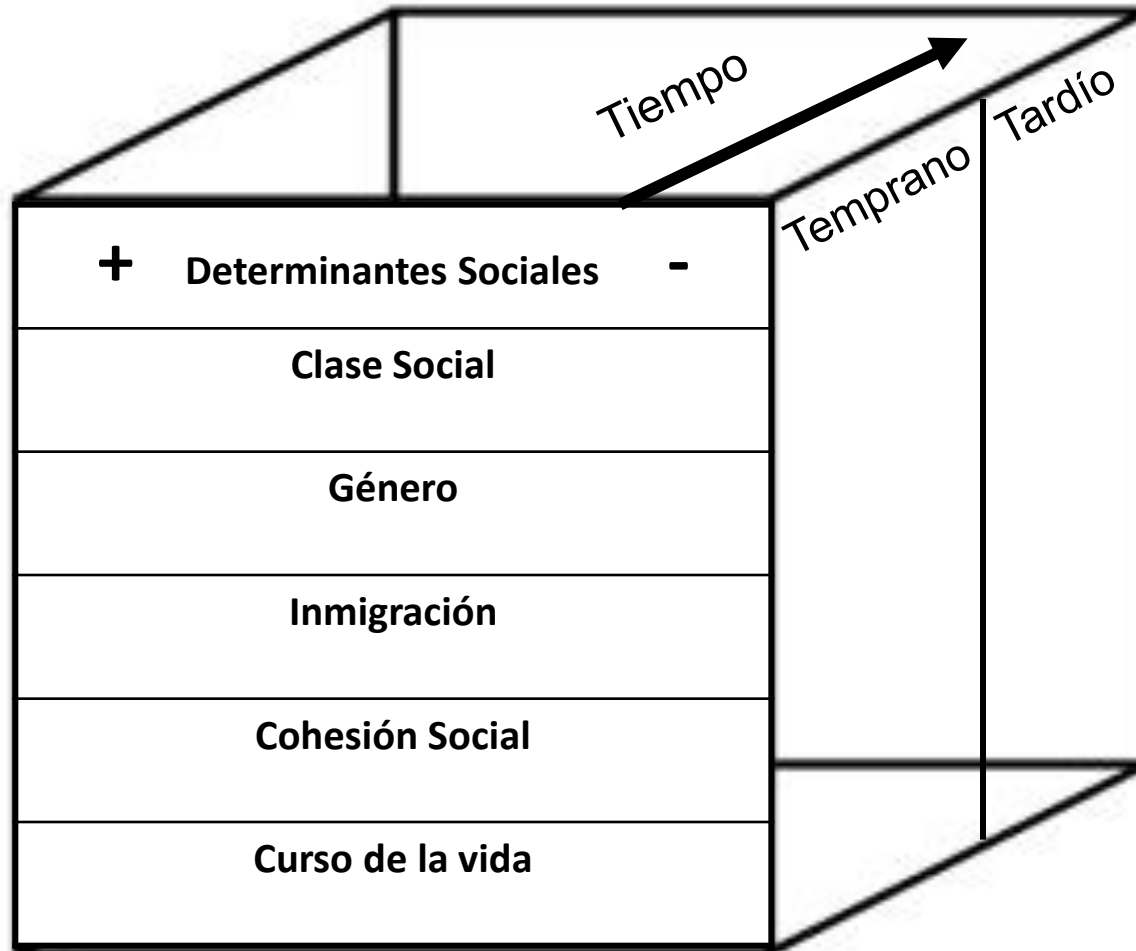 Tiempo
Tardío
Temprano
+ Determinantes Sociales -
Clase Social
Género
Inmigración
Cohesión Social
Curso de la vida